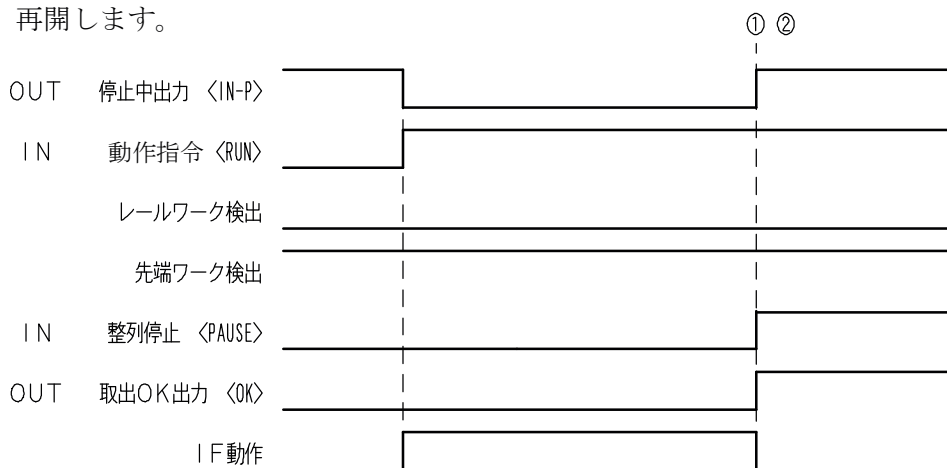 再開します。
① ②
OUT 停止中出力 〈IN-P〉
IN 動作指令 〈RUN〉
レールワーク検出
先端ワーク検出
IN 整列停止 〈PAUSE〉
OUT 取出OK出力 〈OK〉
IF動作